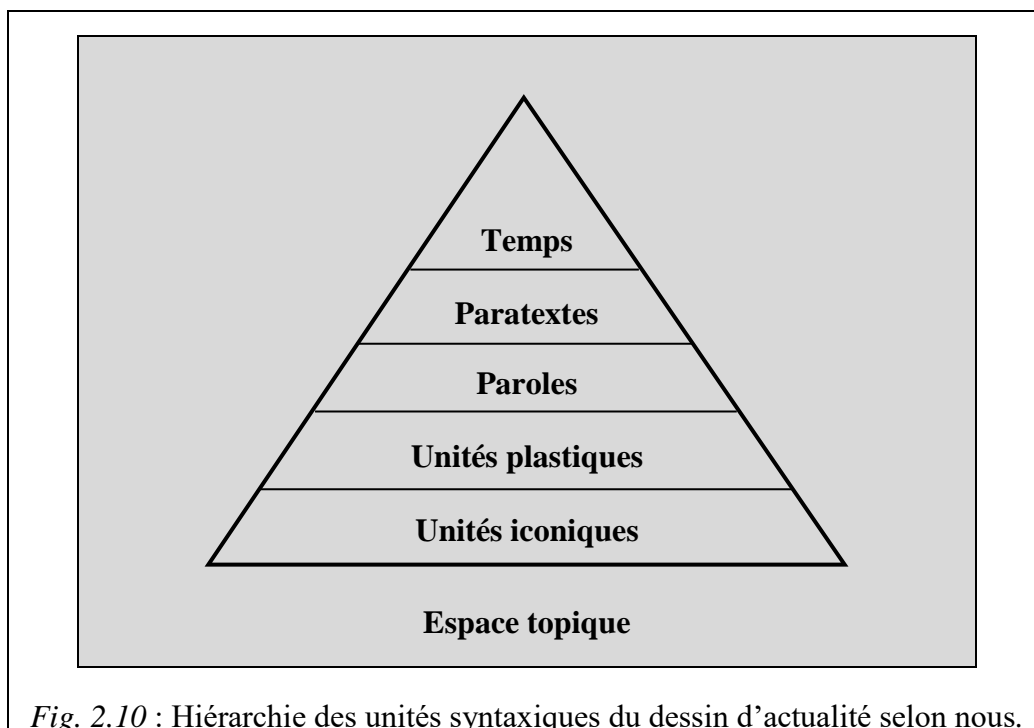 Temps
Paratextes
Paroles
Unités plastiques
Unités iconiques
Espace topique
Fig. 2.10 : Hiérarchie des unités syntaxiques du dessin d’actualité selon nous.